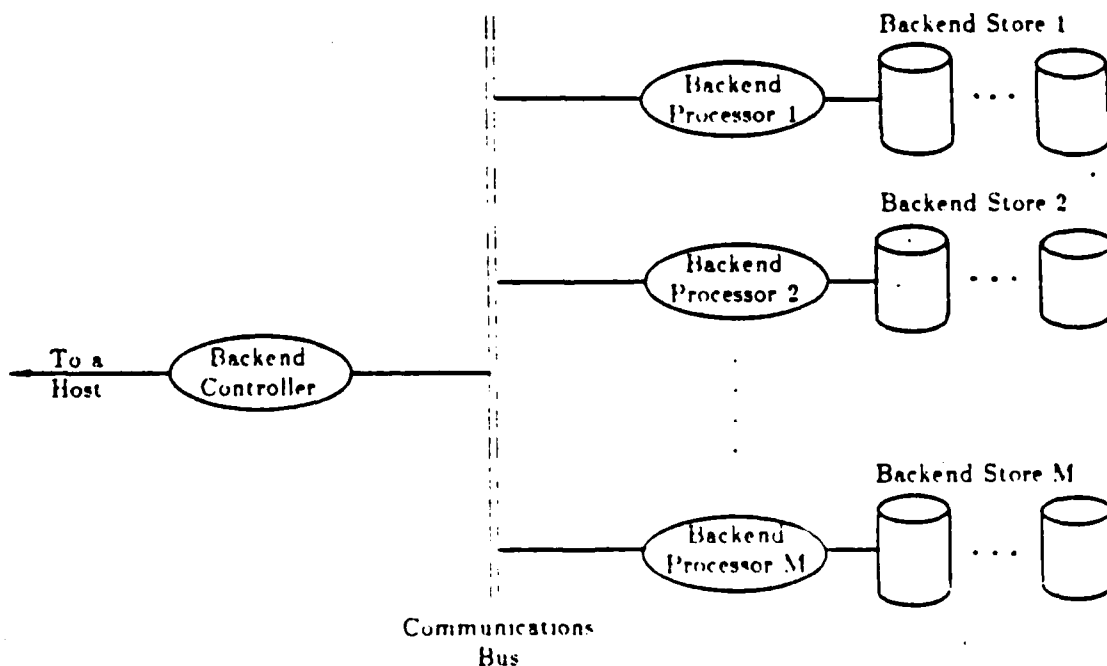 Backend Store 1
Backend
Processor 1
Backend Store 2
Backend
Processor 2
To a
Host
Backend
Controller
Backend Store M
Backend
Processor M
Communications
Bus